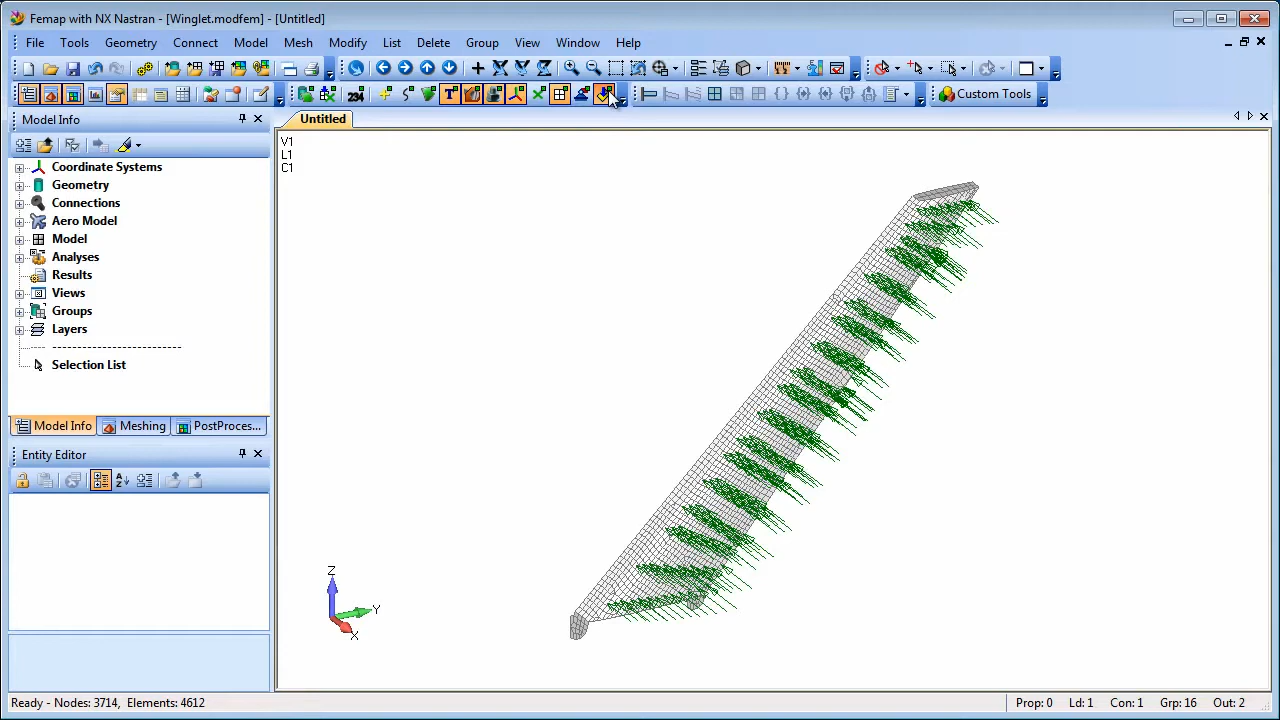 Femap with NX Nastran - [Winglet.modfem] - [Untitled]
File Tools Geometry Connect Model Mesh Modify List Delete Group View Window Help
234
T
Custom Tools
Model Info
Untitled
V1
L1
C1
Coordinate Systems
Geometry
Connections
Aero Model
Model
Analyses
Results
Views
Groups
Layers
Selection List
Model Info Meshing PostProces...
Entity Editor
Z
Y
X
Ready - Nodes: 3714, Elements: 4612 Prop: 0 Ld: 1 Con: 1 Grp: 16 Out: 2